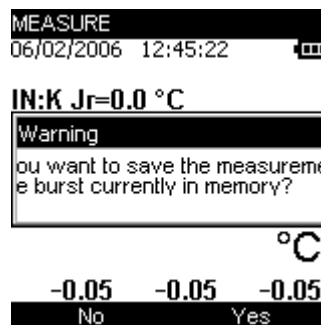 MEASURE
06/02/2006 12:45:22
IN:K Jr=0.0 °C
Warning
ou want to save the measureme
e burst currently in memory?
°C
-0.05 -0.05 -0.05
No Yes